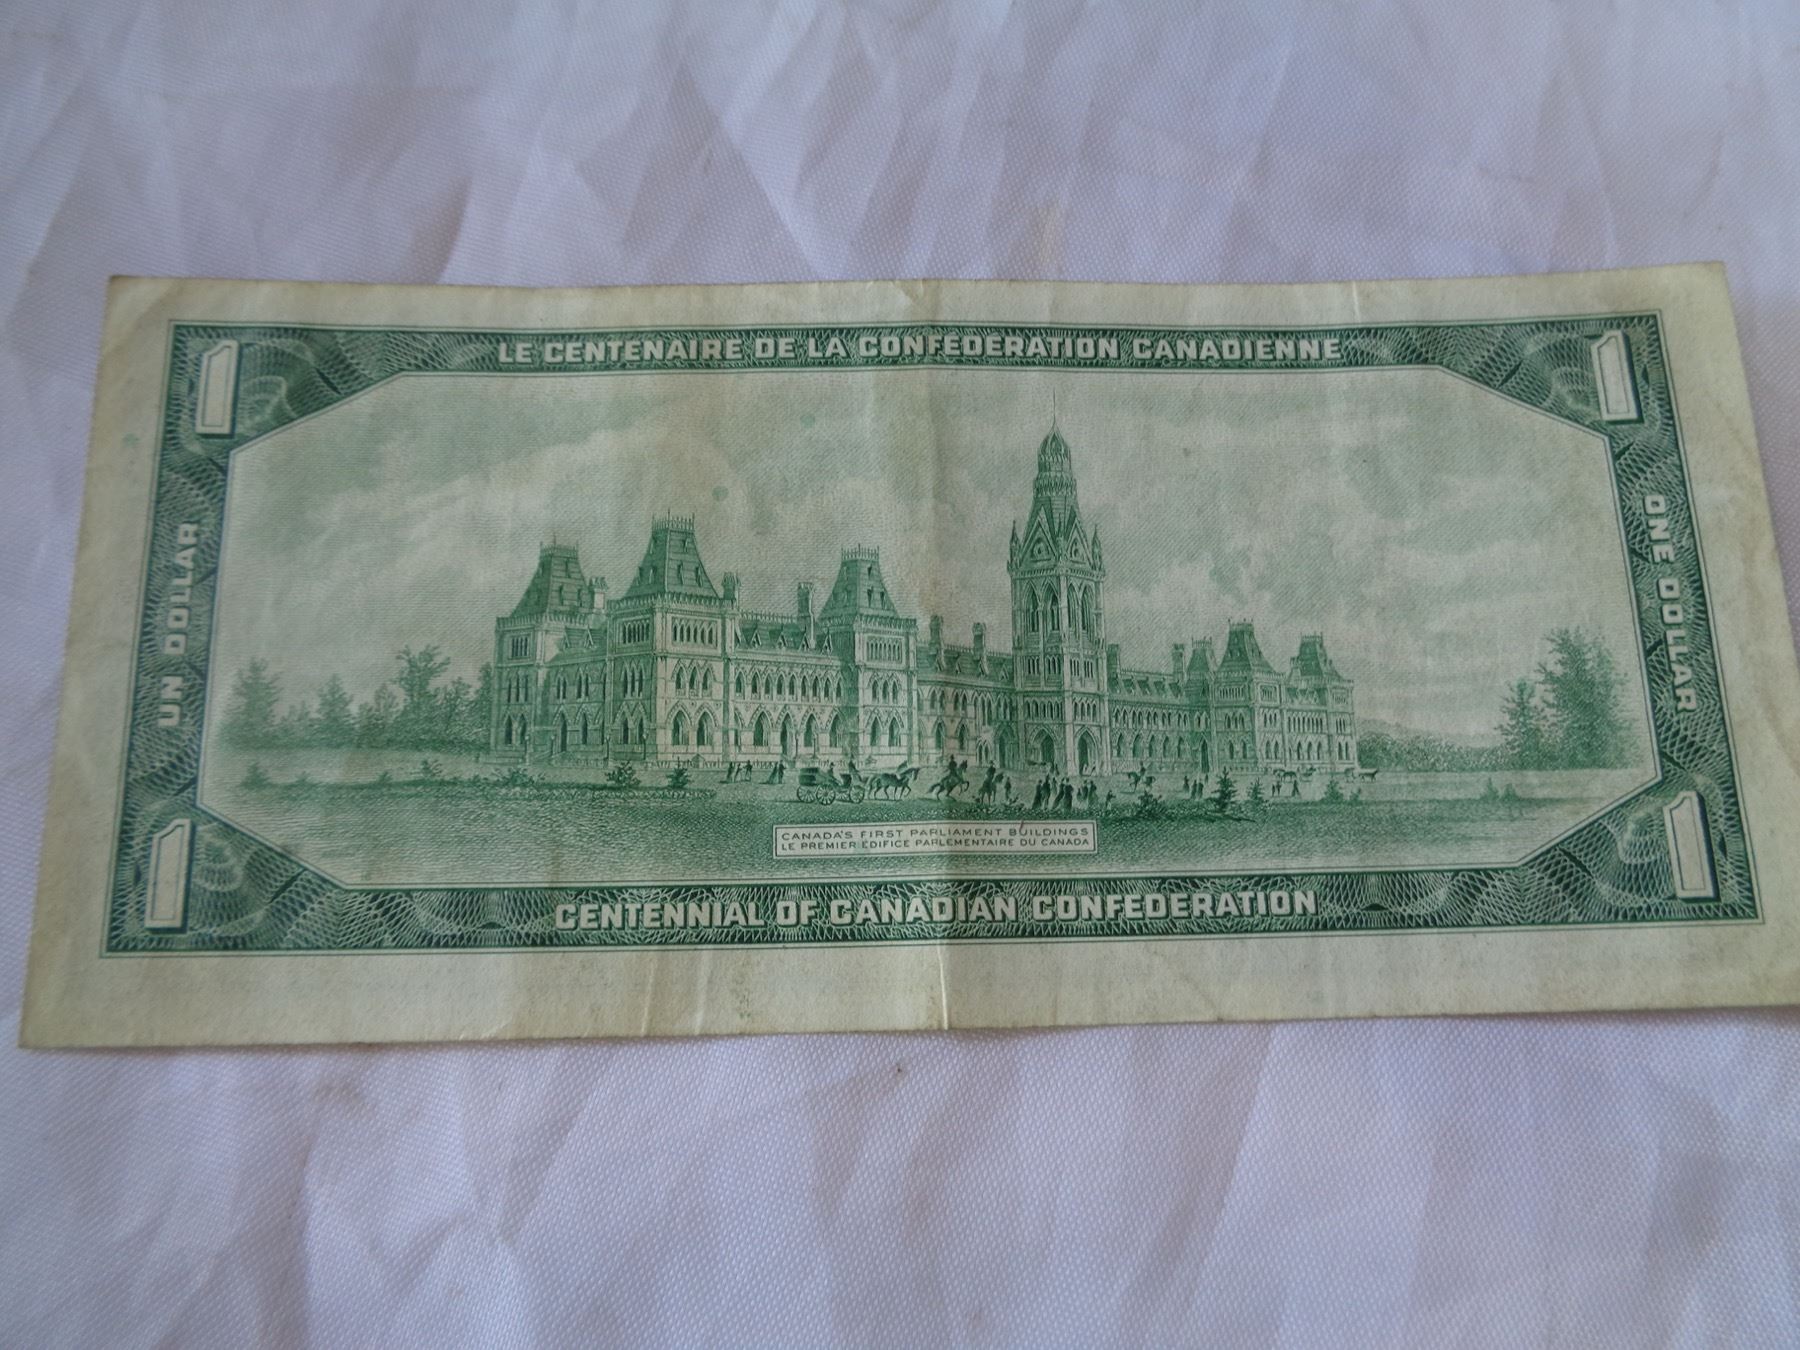 1 LE CENTENAIRE DE LA CONFÉDÉRATION CANADIENNE 1
UN DOLLAR
ONE DOLLAR
CANADA'S FIRST PARLIAMENT BUILDINGS
LE PREMIER ÉDIFICE PARLEMENTAIRE DU CANADA
1 CENTENNIAL OF CANADIAN CONFEDERATION 1